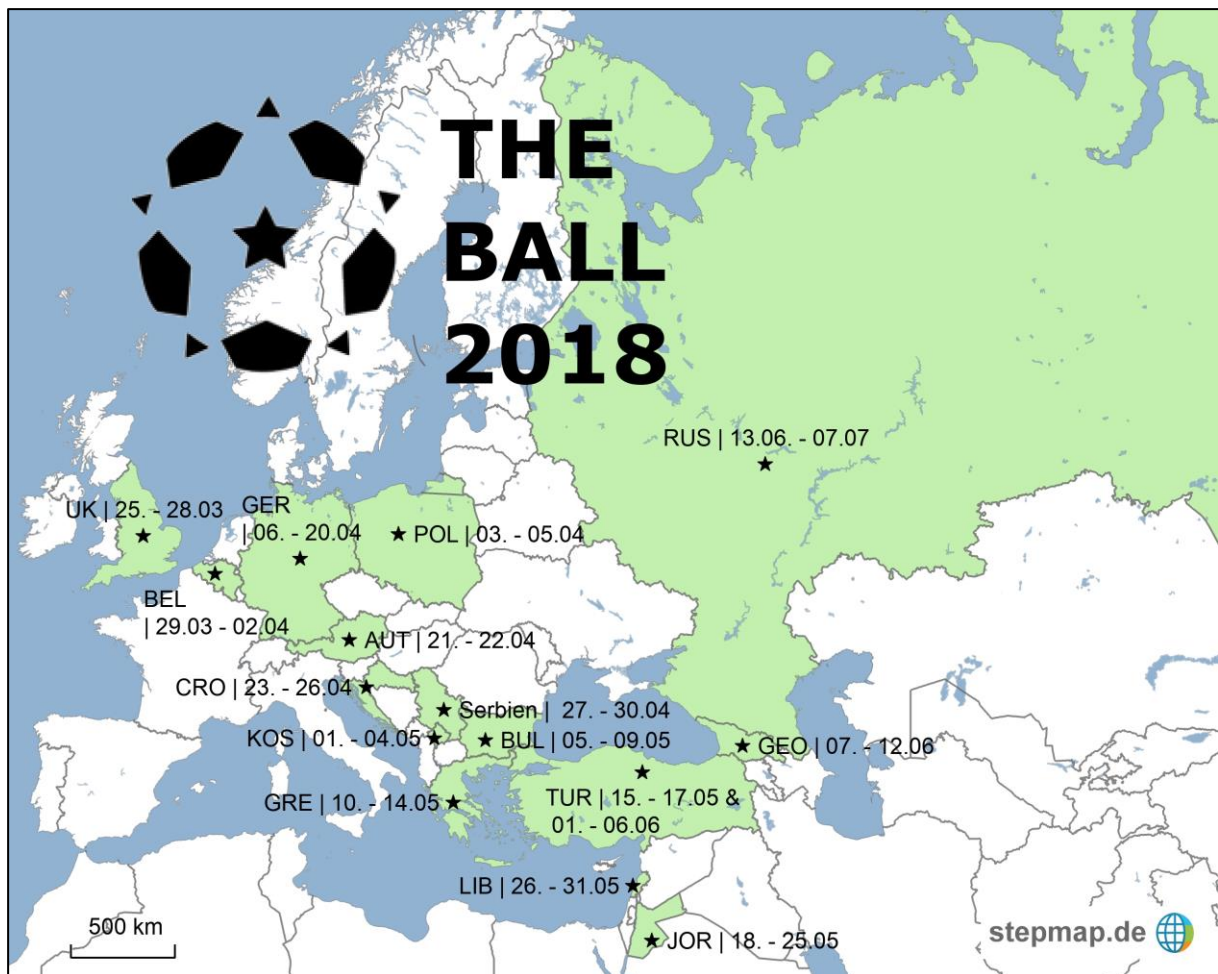 THE
BALL
2018
RUS | 13.06. - 07.07
UK | 25. - 28.03
GER
| 06. - 20.04
POL | 03. - 05.04
BEL
| 29.03 - 02.04
AUT | 21. - 22.04
CRO | 23. - 26.04
Serbien | 27. - 30.04
KOS | 01. - 04.05
BUL | 05. - 09.05
GEO | 07. - 12.06
GRE | 10. - 14.05
TUR | 15. - 17.05 &
01. - 06.06
LIB | 26. - 31.05
500 km
JOR | 18. - 25.05
stepmap.de